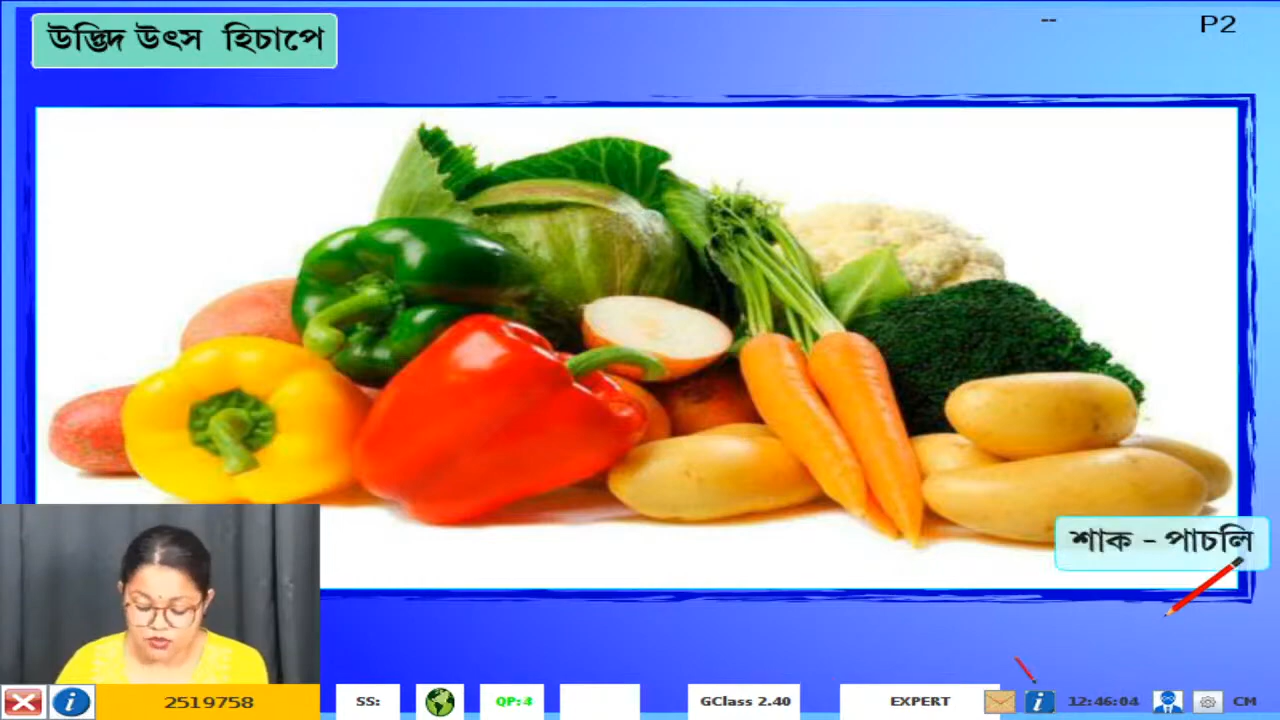 উদ্ভিদ উৎস হিচাপে
--
P2
শাক - পাচলি
2519758
SS:
QP:4
GClass 2.40
EXPERT
12:46:04
CM